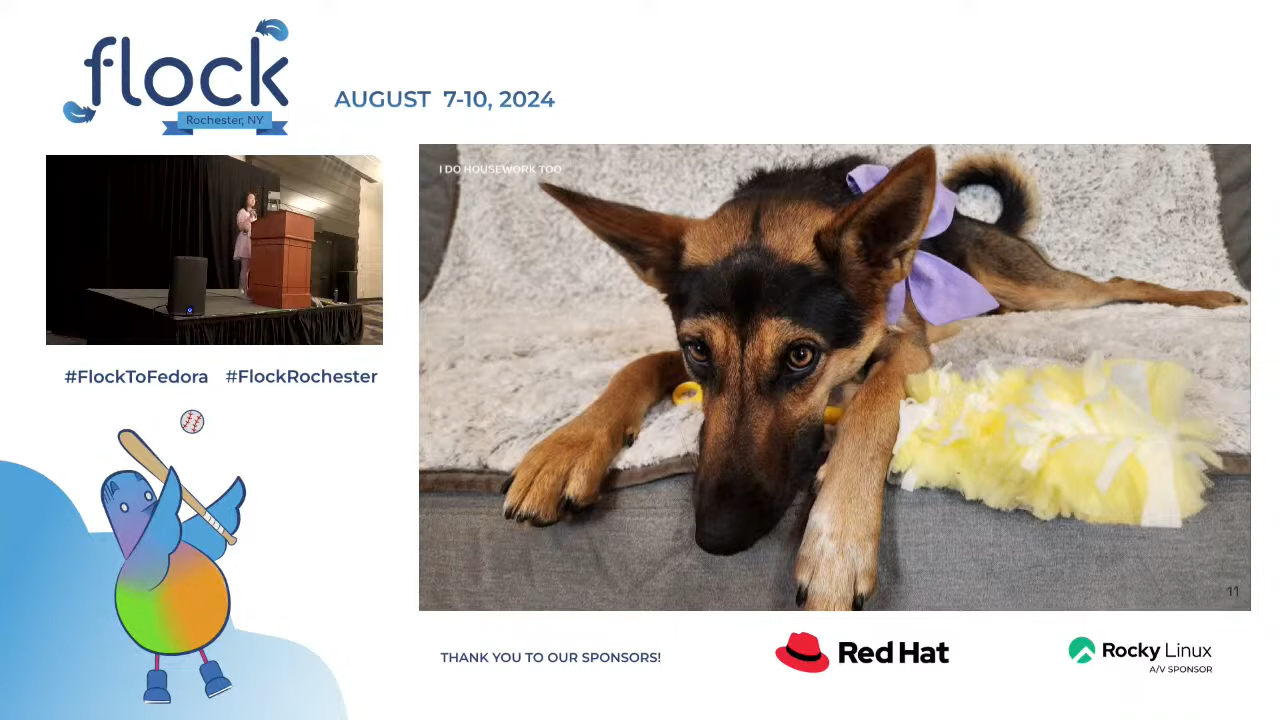 flock
Rochester, NY
AUGUST 7-10, 2024
I DO HOUSEWORK TOO
#FlockToFedora #FlockRochester
11
THANK YOU TO OUR SPONSORS!
Red Hat
Rocky Linux
A/V SPONSOR